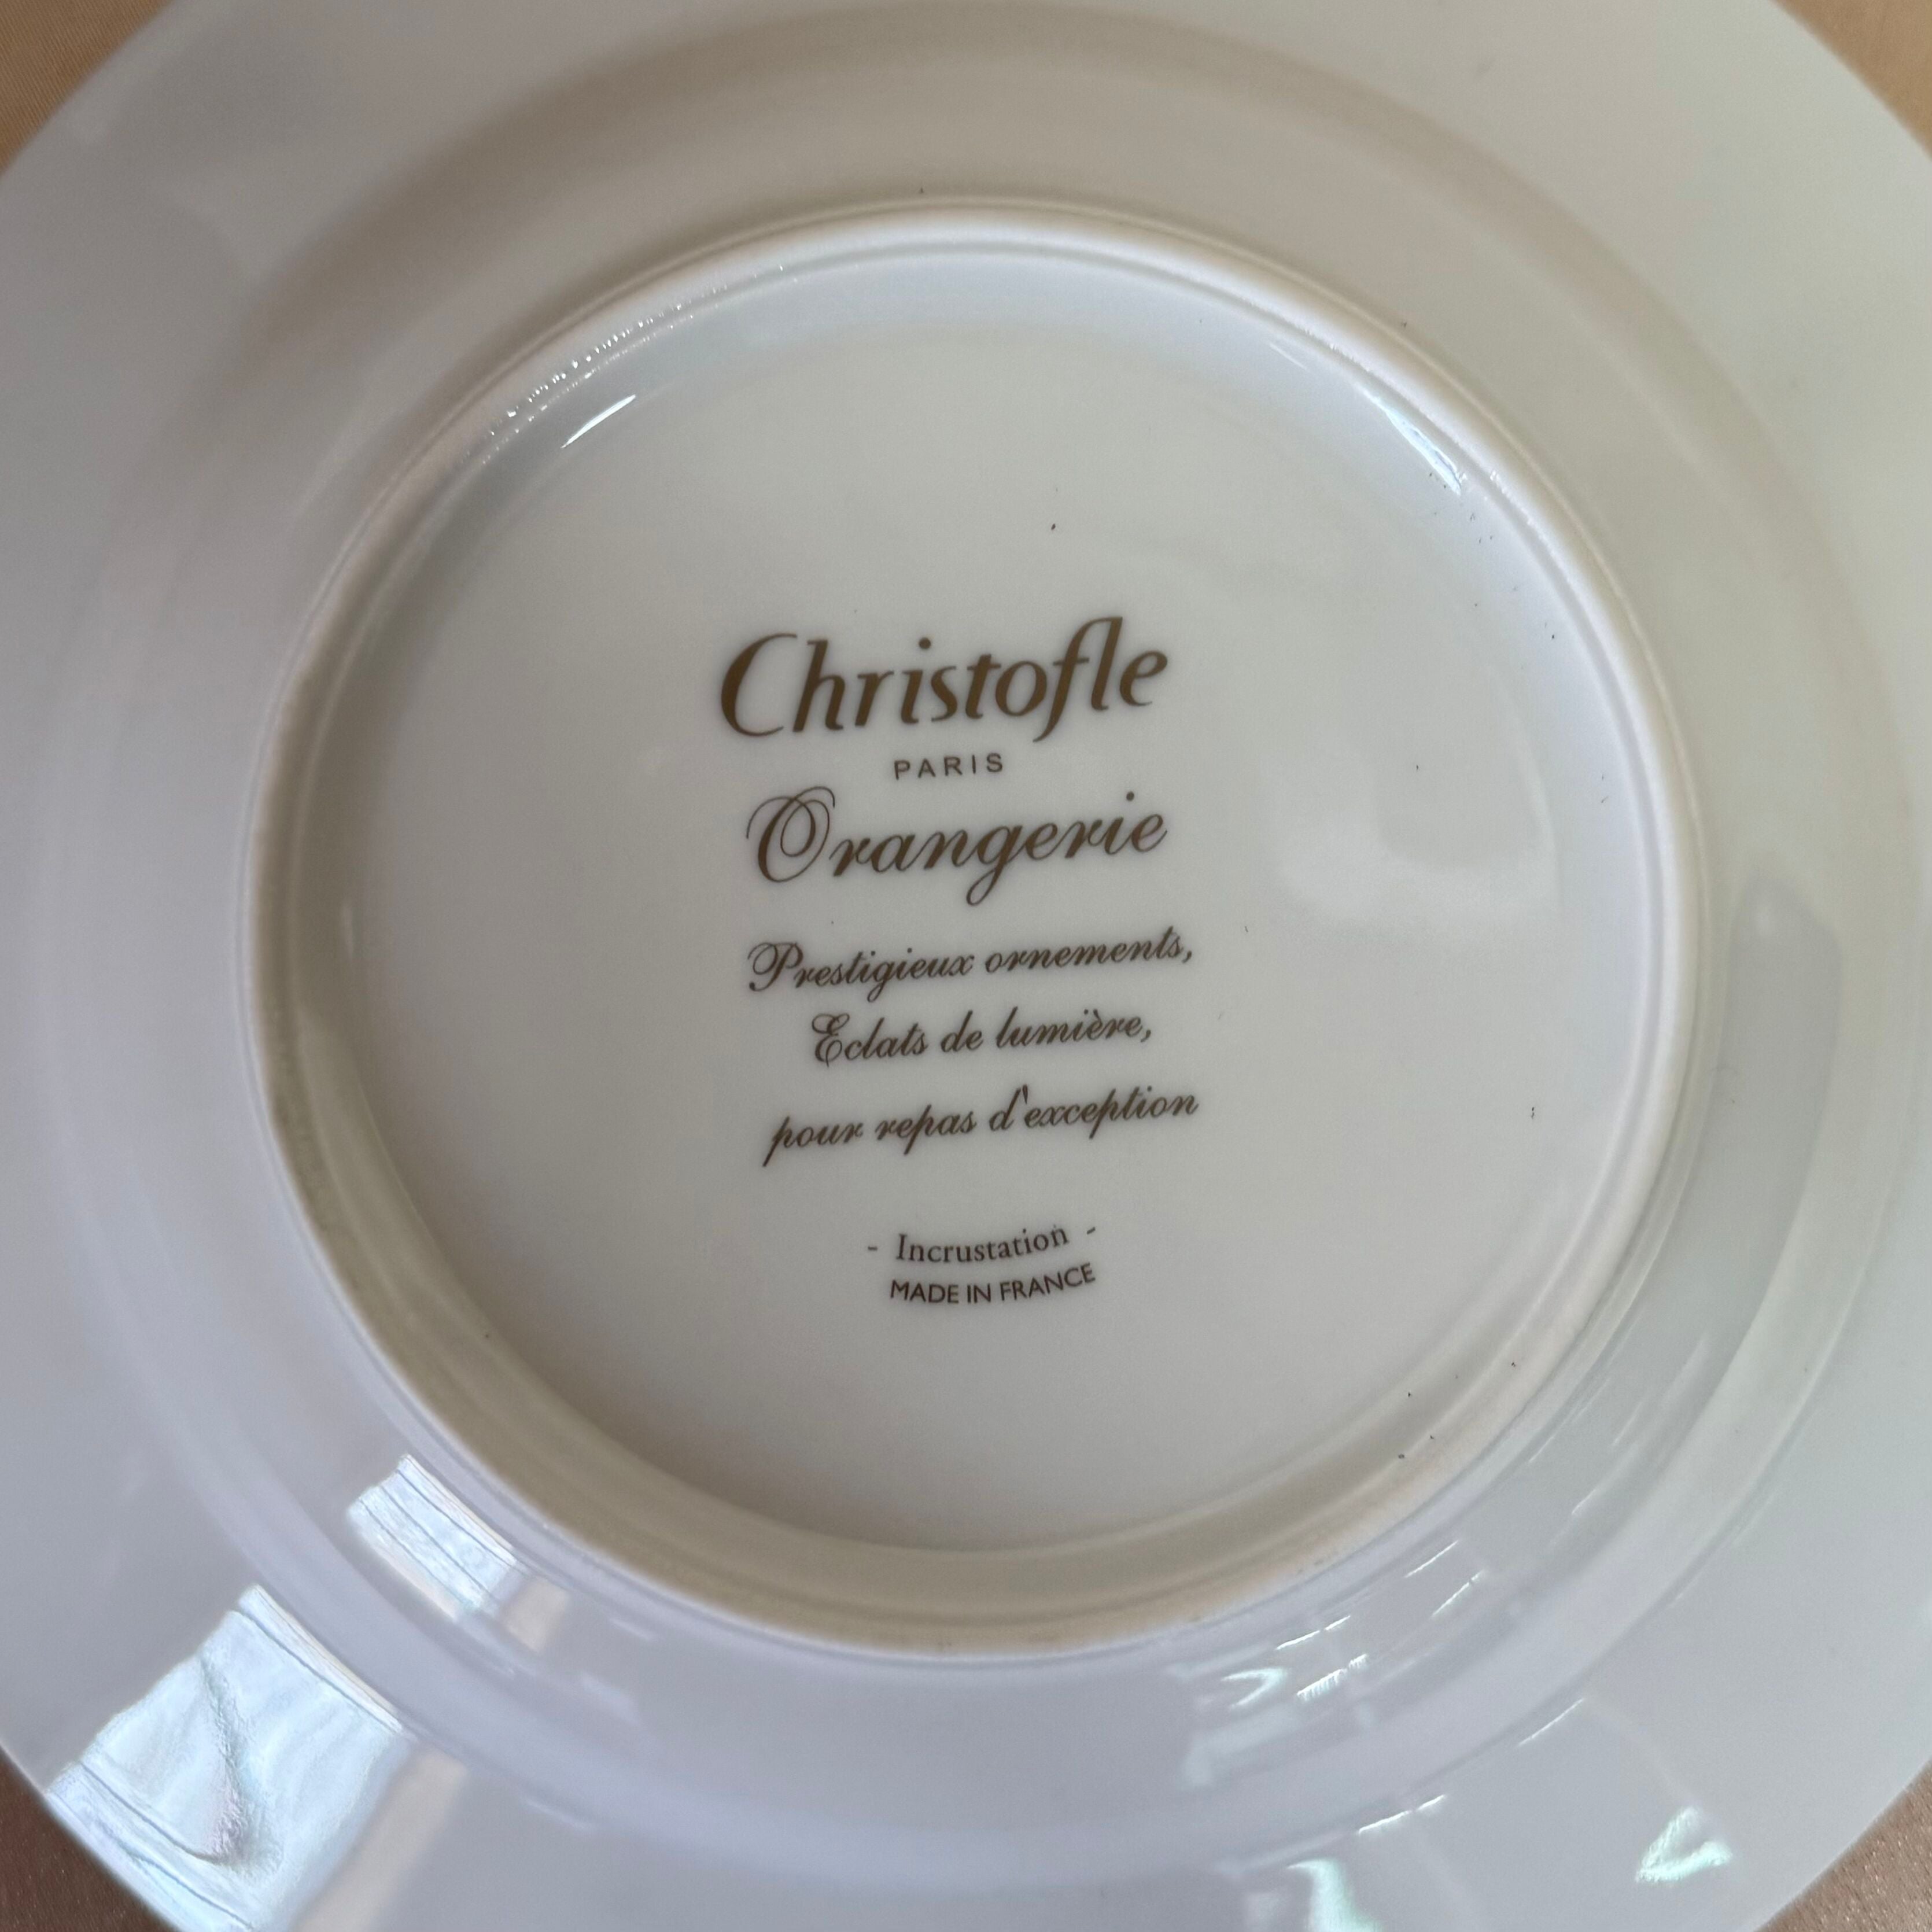 Christofle
PARIS
Orangerie
Prestigieux ornements,
Eclats de lumière,
pour repas d'exception
- Incrustation -
MADE IN FRANCE